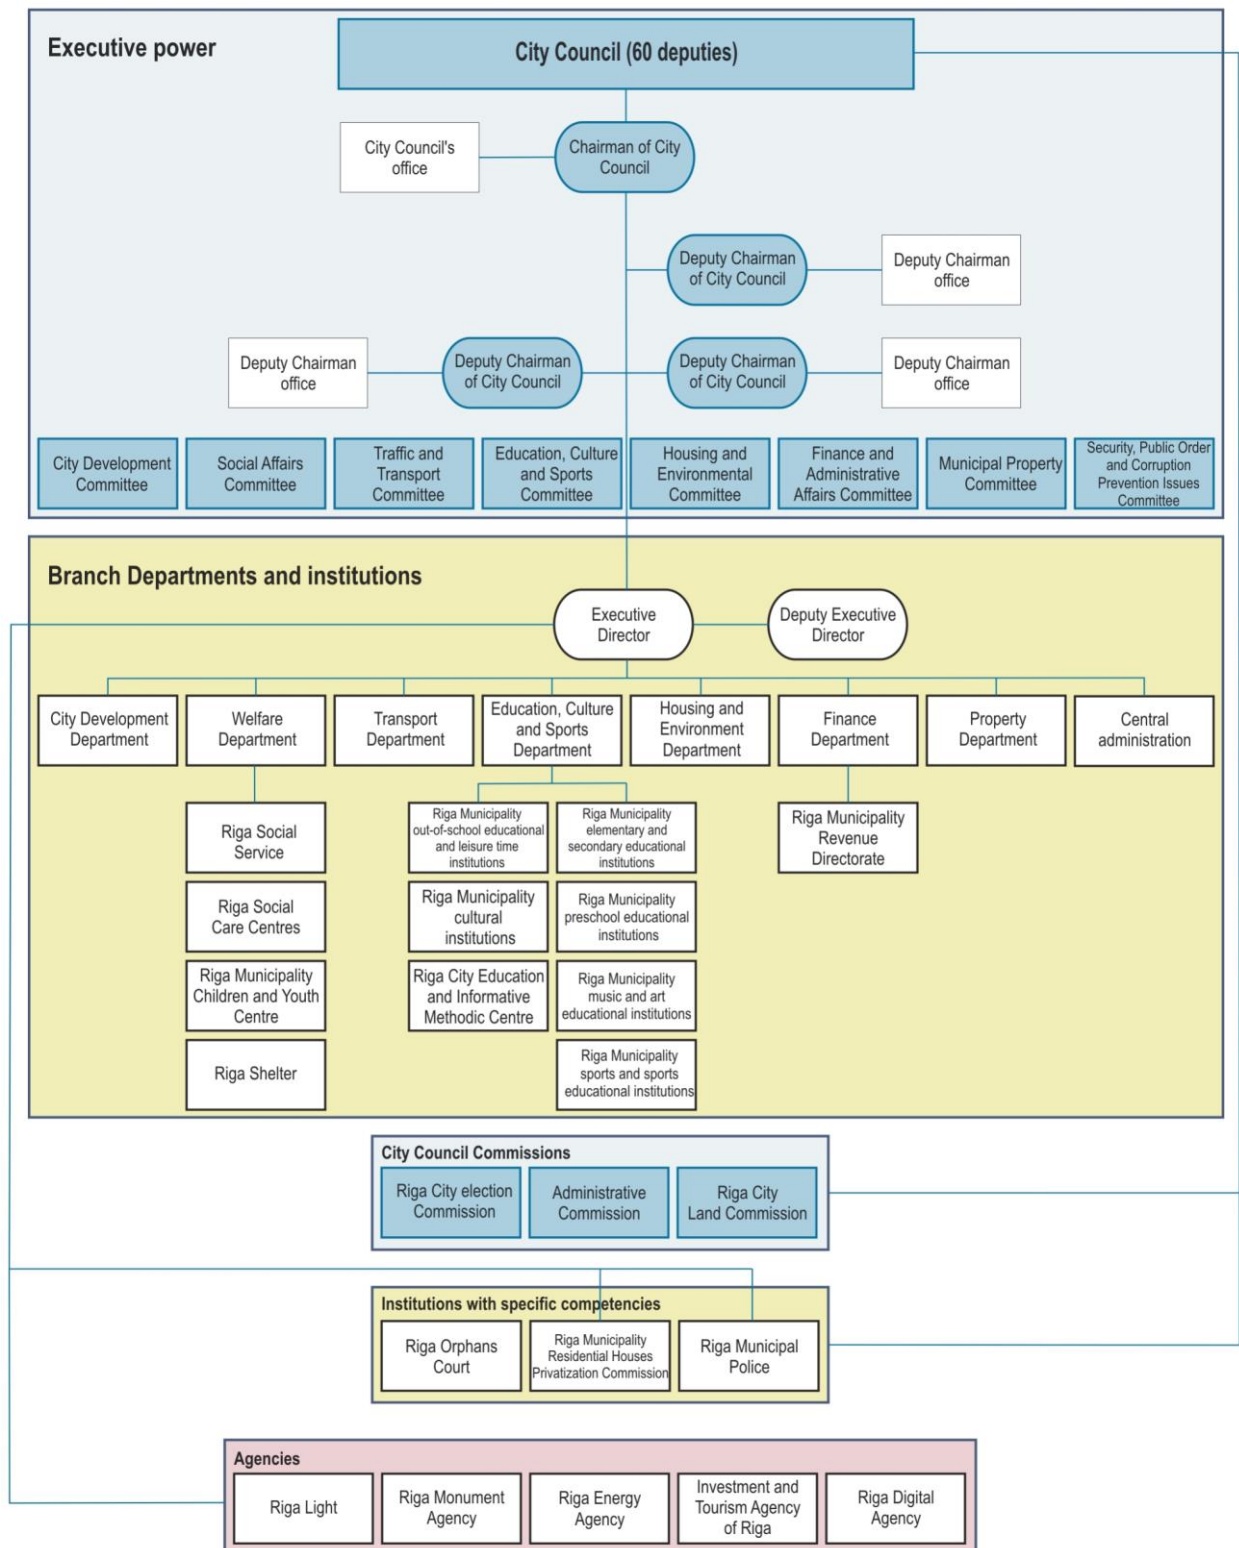 Executive power
City Council (60 deputies)
City Council's
office
Chairman of City
Council
Deputy Chairman
of City Council
Deputy Chairman
office
Deputy Chairman
office
Deputy Chairman
of City Council
Deputy Chairman
of City Council
Deputy Chairman
office
City Development
Committee
Social Affairs
Committee
Traffic and
Transport
Committee
Education, Culture
and Sports
Committee
Housing and
Environmental
Committee
Finance and
Administrative
Affairs Committee
Municipal Property
Committee
Security, Public Order
and Corruption
Prevention Issues
Committee
Branch Departments and institutions
Executive
Director
Deputy Executive
Director
City Development
Department
Welfare
Department
Transport
Department
Education, Culture
and Sports
Department
Housing and
Environment
Department
Finance
Department
Property
Department
Central
administration
Riga Social
Service
Riga Municipality
out-of-school educational
and leisure time
institutions
Riga Municipality
elementary and
secondary educational
institutions
Riga Municipality
Revenue
Directorate
Riga Social
Care Centres
Riga Municipality
cultural
institutions
Riga Municipality
preschool educational
institutions
Riga Municipality
Children and Youth
Centre
Riga City Education
and Informative
Methodic Centre
Riga Municipality
music and art
educational institutions
Riga Shelter
Riga Municipality
sports and sports
educational institutions
City Council Commissions
Riga City election
Commission
Administrative
Commission
Riga City
Land Commission
Institutions with specific competencies
Riga Orphans
Court
Riga Municipality
Residential Houses
Privatization Commission
Riga Municipal
Police
Agencies
Riga Light
Riga Monument
Agency
Riga Energy
Agency
Investment and
Tourism Agency
of Riga
Riga Digital
Agency